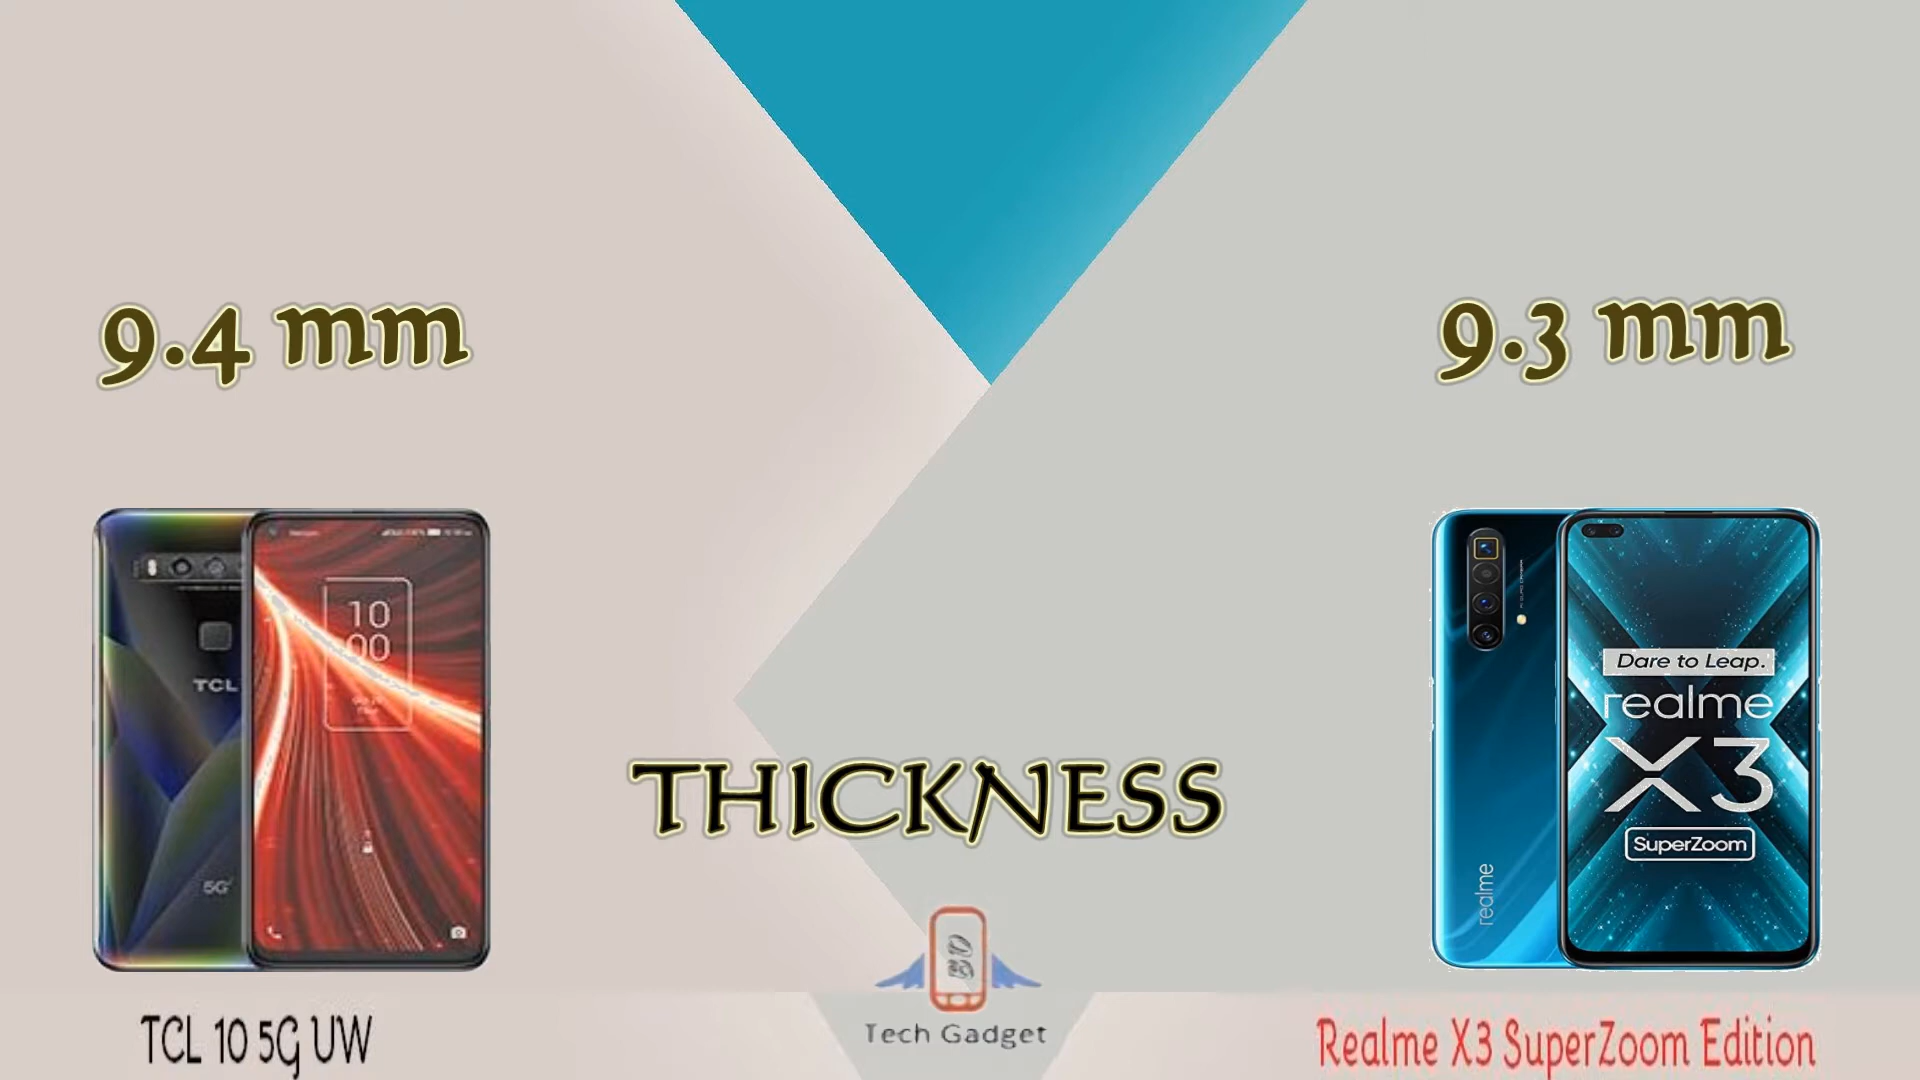 9.4 mm
9.3 mm
TCL
5G
10
00
Dare to Leap.
realme
X3
SuperZoom
realme
THICKNESS
Tech Gadget
TCL 10 5G UW
Realme X3 SuperZoom Edition